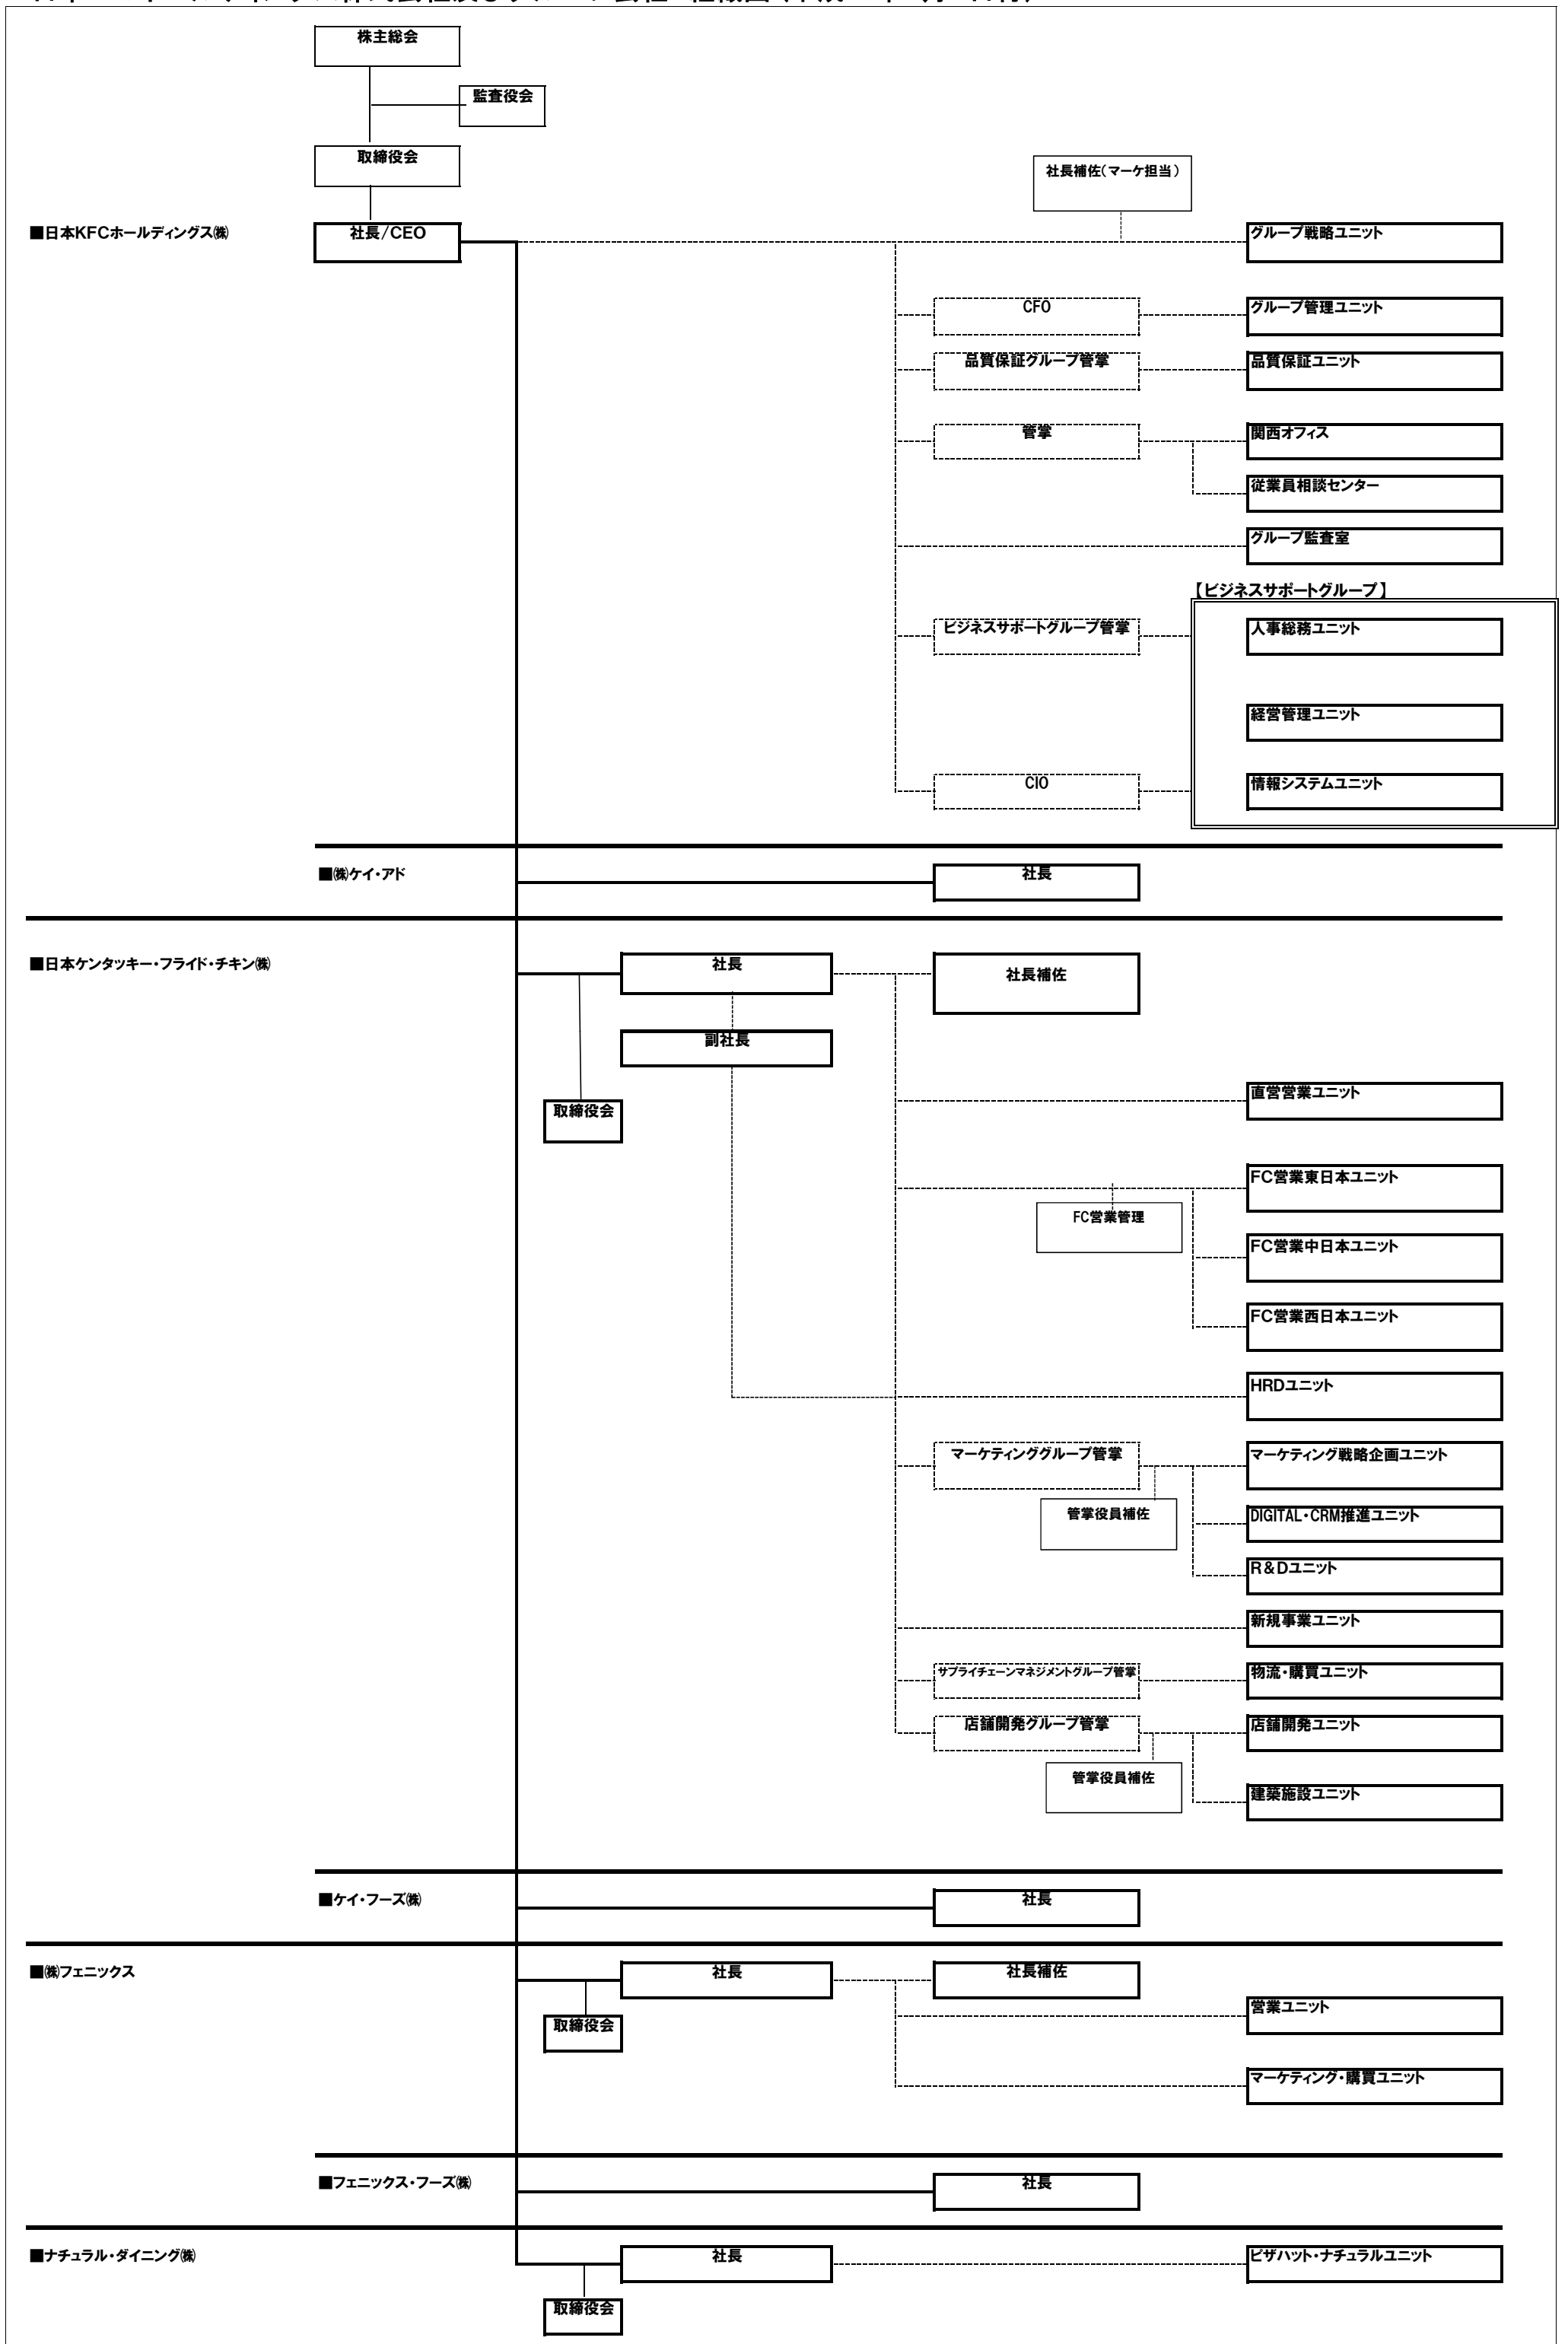 株主総会
監査役会
取締役会
社長補佐(マーケ担当)
■日本KFCホールディングス㈱
社長/CEO
グループ戦略ユニット
CFO
グループ管理ユニット
品質保証グループ管掌
品質保証ユニット
管掌
関西オフィス
従業員相談センター
グループ監査室
【ビジネスサポートグループ】
ビジネスサポートグループ管掌
人事総務ユニット
経営管理ユニット
CIO
情報システムユニット
■㈱ケイ・アド
社長
■日本ケンタッキー・フライド・チキン㈱
社長
社長補佐
副社長
直営営業ユニット
取締役会
FC営業東日本ユニット
FC営業管理
FC営業中日本ユニット
FC営業西日本ユニット
HRDユニット
マーケティンググループ管掌
マーケティング戦略企画ユニット
管掌役員補佐
DIGITAL・CRM推進ユニット
R&Dユニット
新規事業ユニット
サプライチェーンマネジメントグループ管掌
物流・購買ユニット
店舗開発グループ管掌
店舗開発ユニット
管掌役員補佐
建築施設ユニット
■ケイ・フーズ㈱
社長
■㈱フェニックス
社長
社長補佐
営業ユニット
取締役会
マーケティング・購買ユニット
■フェニックス・フーズ㈱
社長
■ナチュラル・ダイニング㈱
社長
ピザハット・ナチュラルユニット
取締役会